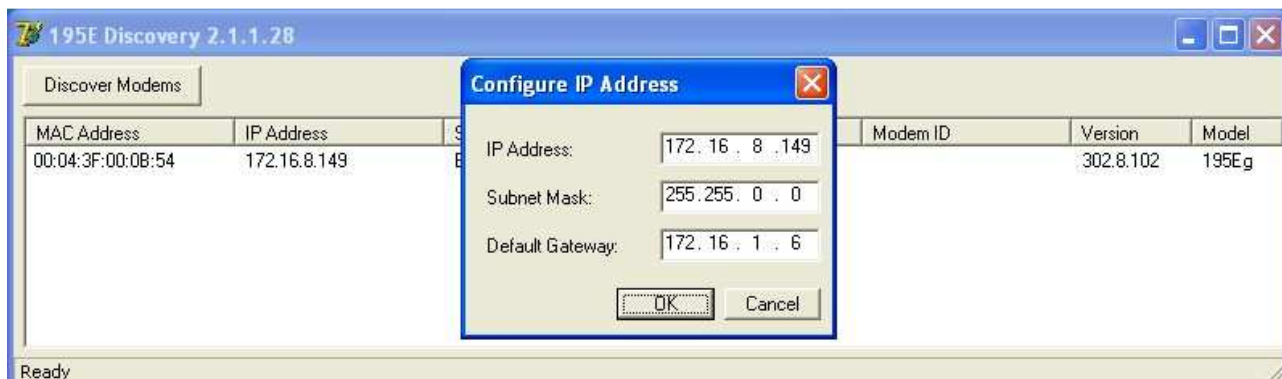 195E Discovery 2.1.1.28
Discover Modems
MAC Address IP Address Modem ID Version Model
00:04:3F:00:0B:54 172.16.8.149 302.8.102 195Eg
Configure IP Address
IP Address: 172. 16 . 8 .149
Subnet Mask: 255.255. 0 . 0
Default Gateway: 172. 16 . 1 . 6
OK Cancel
Ready